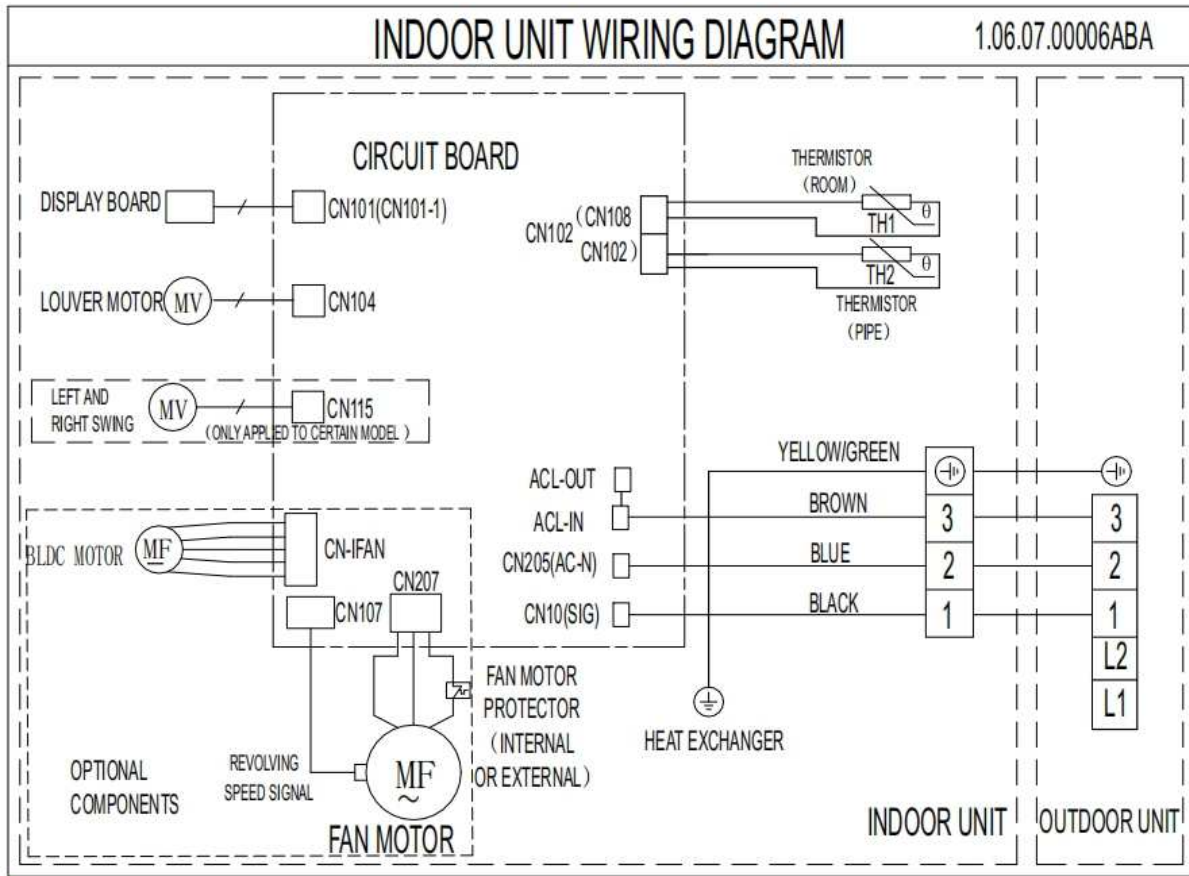 INDOOR UNIT WIRING DIAGRAM
1.06.07.00006ABA
CIRCUIT BOARD
DISPLAY BOARD
CN101(CN101-1)
LOUVER MOTOR
MV
CN104
LEFT AND
RIGHT SWING
MV
CN115
(ONLY APPLIED TO CERTAIN MODEL)
THERMISTOR
(ROOM)
TH1
θ
CN102
(CN108
CN102)
TH2
θ
THERMISTOR
(PIPE)
YELLOW/GREEN
ACL-OUT
ACL-IN
BROWN
3
3
CN205(AC-N)
BLUE
2
2
CN10(SIG)
BLACK
1
1
L2
L1
BLDC MOTOR
MF
CN-IFAN
CN107
CN207
FAN MOTOR
PROTECTOR
(INTERNAL
OR EXTERNAL)
HEAT EXCHANGER
OPTIONAL
COMPONENTS
REVOLVING
SPEED SIGNAL
MF
~
FAN MOTOR
INDOOR UNIT
OUTDOOR UNIT